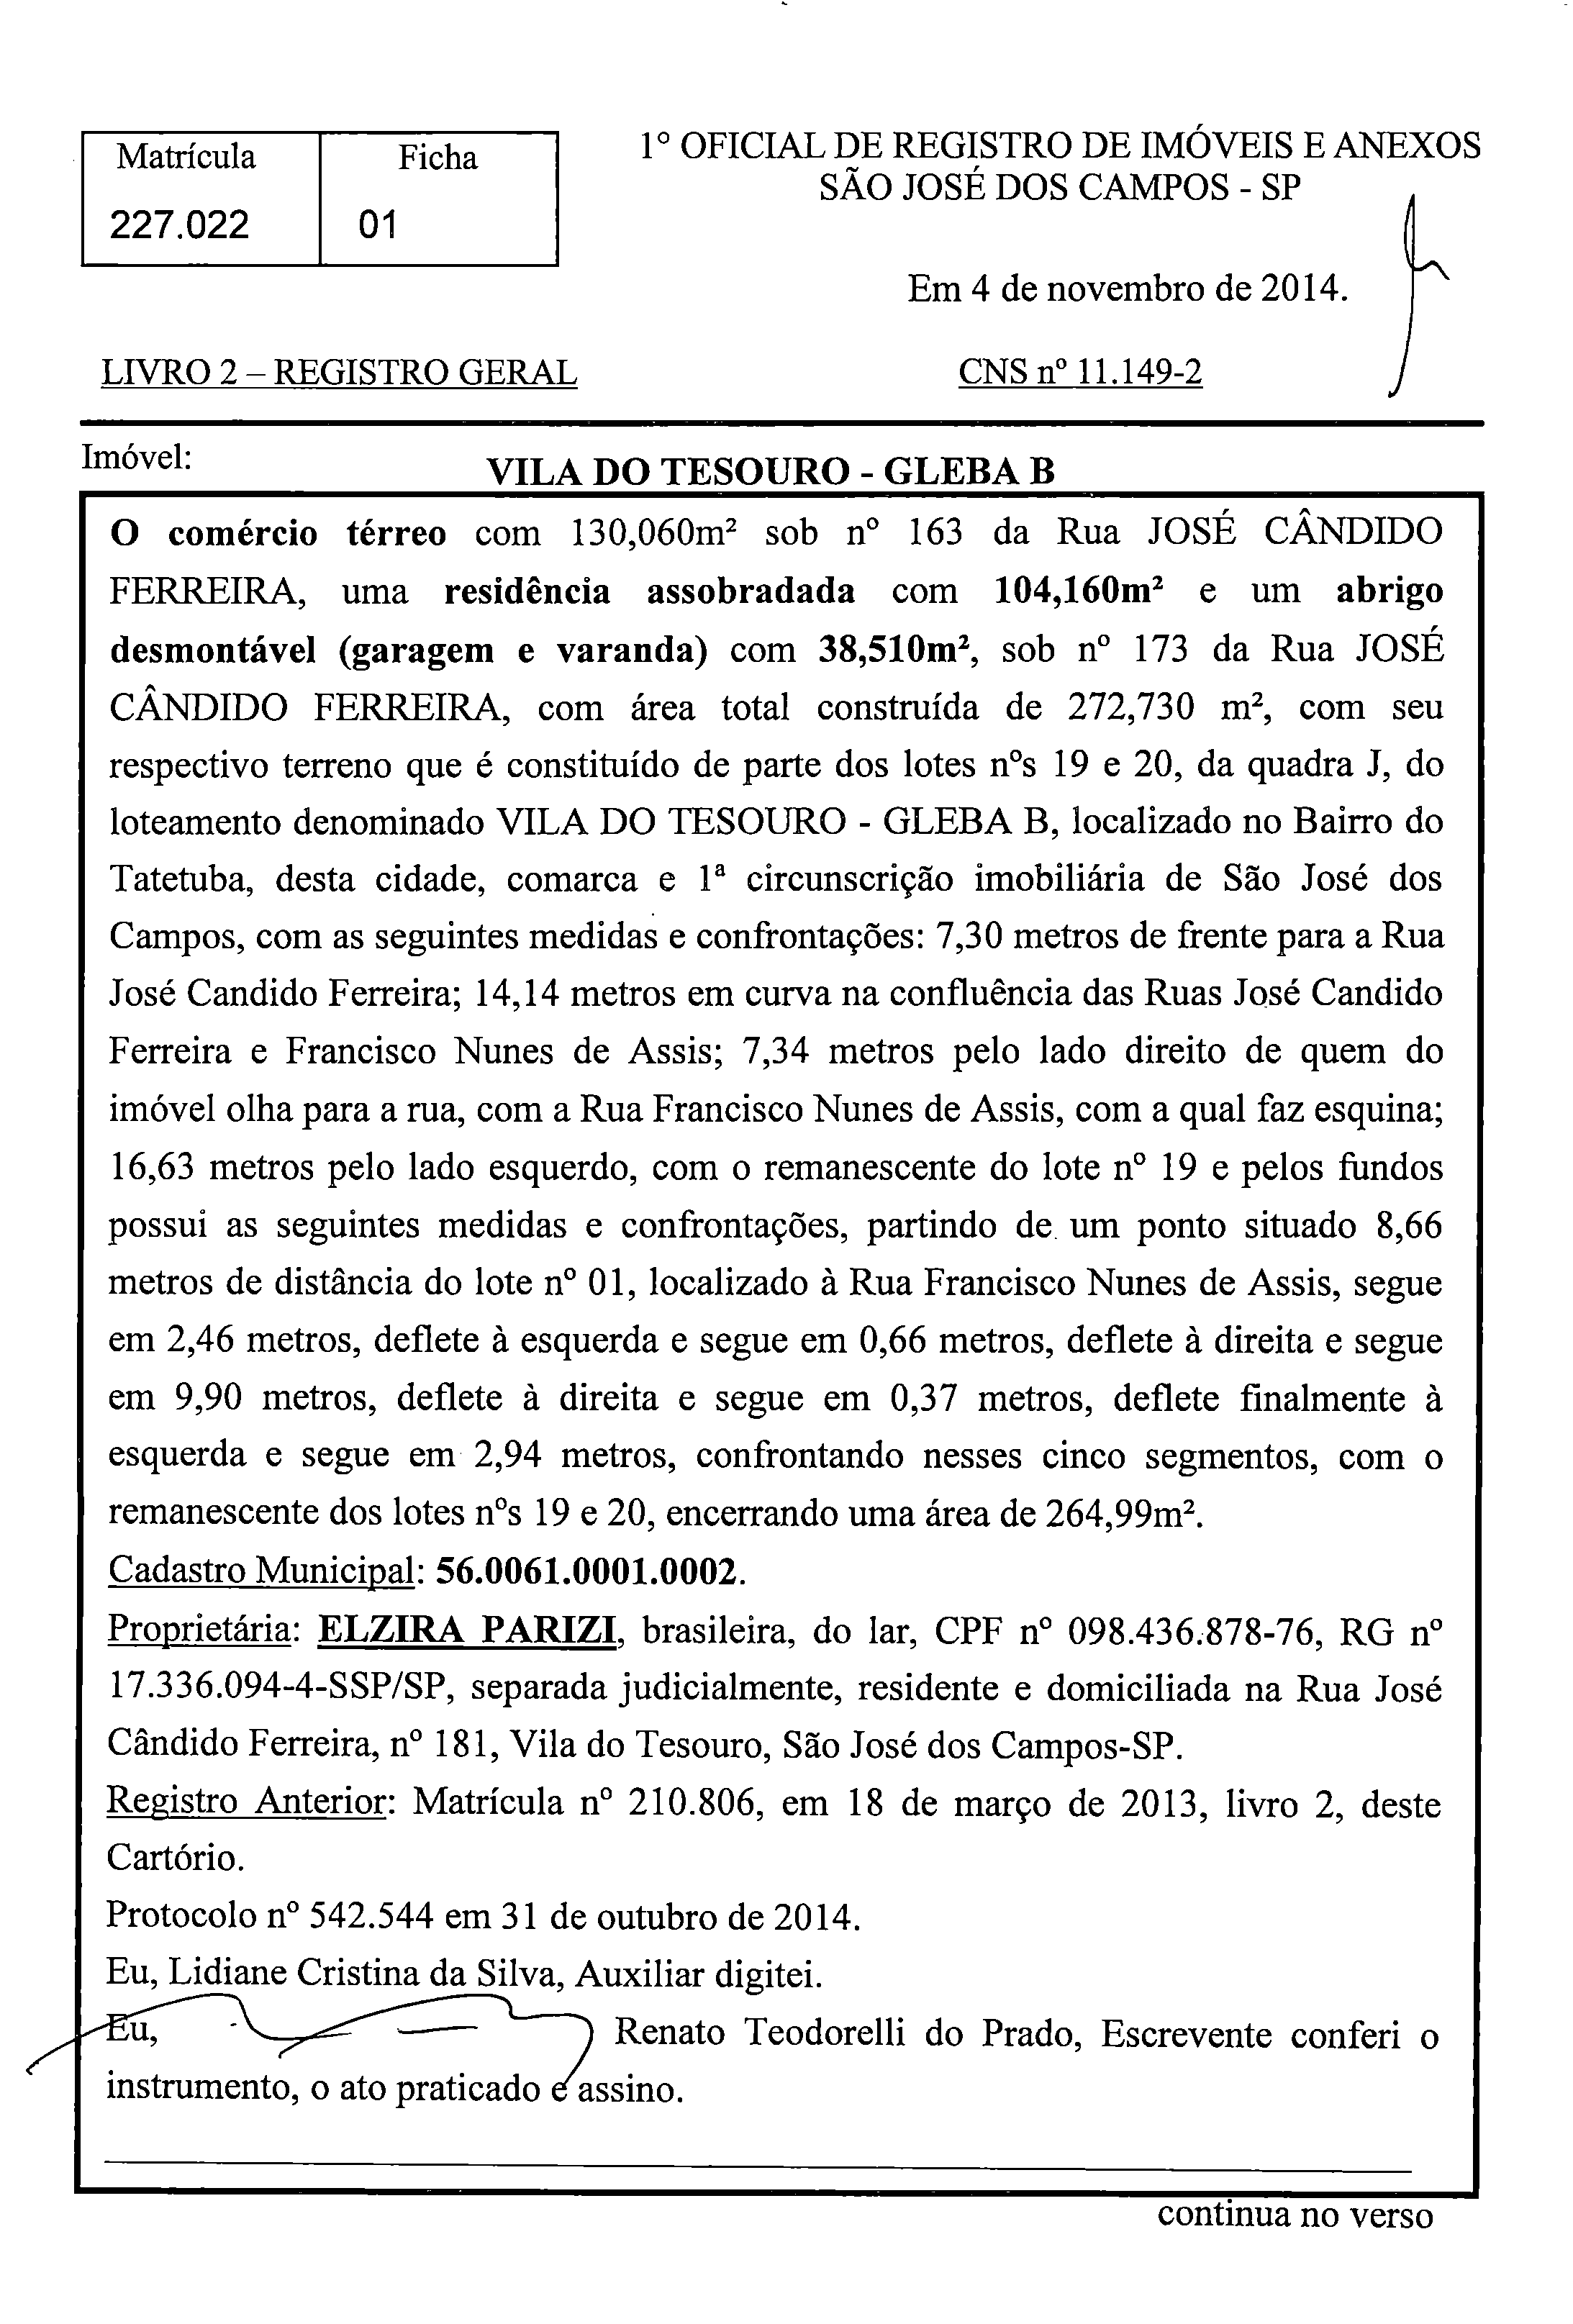 Matrícula
Ficha
227.022
01
1º OFICIAL DE REGISTRO DE IMÓVEIS E ANEXOS
SÃO JOSÉ DOS CAMPOS - SP
Em 4 de novembro de 2014.
LIVRO 2 – REGISTRO GERAL
CNS nº 11.149-2
Imóvel:
VILA DO TESOURO - GLEBA B
O comércio térreo com 130,060m² sob nº 163 da Rua JOSÉ CÂNDIDO
FERREIRA, uma residência assobradada com 104,160m² e um abrigo
desmontável (garagem e varanda) com 38,510m², sob nº 173 da Rua JOSÉ
CÂNDIDO FERREIRA, com área total construída de 272,730 m², com seu
respectivo terreno que é constituído de parte dos lotes nºs 19 e 20, da quadra J, do
loteamento denominado VILA DO TESOURO - GLEBA B, localizado no Bairro do
Tatetuba, desta cidade, comarca e 1ª circunscrição imobiliária de São José dos
Campos, com as seguintes medidas e confrontações: 7,30 metros de frente para a Rua
José Candido Ferreira; 14,14 metros em curva na confluência das Ruas José Candido
Ferreira e Francisco Nunes de Assis; 7,34 metros pelo lado direito de quem do
imóvel olha para a rua, com a Rua Francisco Nunes de Assis, com a qual faz esquina;
16,63 metros pelo lado esquerdo, com o remanescente do lote nº 19 e pelos fundos
possui as seguintes medidas e confrontações, partindo de um ponto situado 8,66
metros de distância do lote nº 01, localizado à Rua Francisco Nunes de Assis, segue
em 2,46 metros, deflete à esquerda e segue em 0,66 metros, deflete à direita e segue
em 9,90 metros, deflete à direita e segue em 0,37 metros, deflete finalmente à
esquerda e segue em 2,94 metros, confrontando nesses cinco segmentos, com o
remanescente dos lotes nºs 19 e 20, encerrando uma área de 264,99m².
Cadastro Municipal: 56.0061.0001.0002.
Proprietária: ELZIRA PARIZI, brasileira, do lar, CPF nº 098.436.878-76, RG nº
17.336.094-4-SSP/SP, separada judicialmente, residente e domiciliada na Rua José
Cândido Ferreira, nº 181, Vila do Tesouro, São José dos Campos-SP.
Registro Anterior: Matrícula nº 210.806, em 18 de março de 2013, livro 2, deste
Cartório.
Protocolo nº 542.544 em 31 de outubro de 2014.
Eu, Lidiane Cristina da Silva, Auxiliar digitei.
Eu, Renato Teodorelli do Prado, Escrevente conferi o
instrumento, o ato praticado e assino.
continua no verso